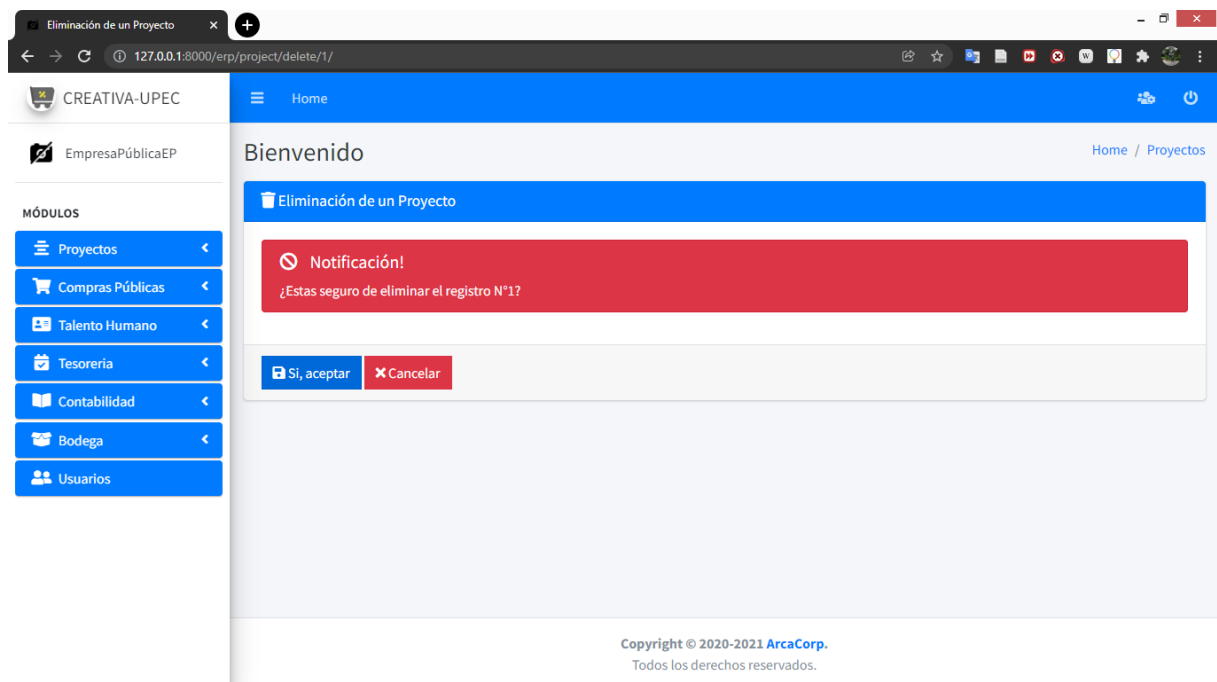 Eliminación de un Proyecto
127.0.0.1:8000/erp/project/delete/1/
CREATIVA-UPEC
Home
EmpresaPúblicaEP
Bienvenido
Home / Proyectos
MÓDULOS
Eliminación de un Proyecto
Proyectos
Compras Públicas
Talento Humano
Tesoreria
Contabilidad
Bodega
Usuarios
Notificación!
¿Estas seguro de eliminar el registro N°1?
Si, aceptar
Cancelar
Copyright © 2020-2021 ArcaCorp.
Todos los derechos reservados.